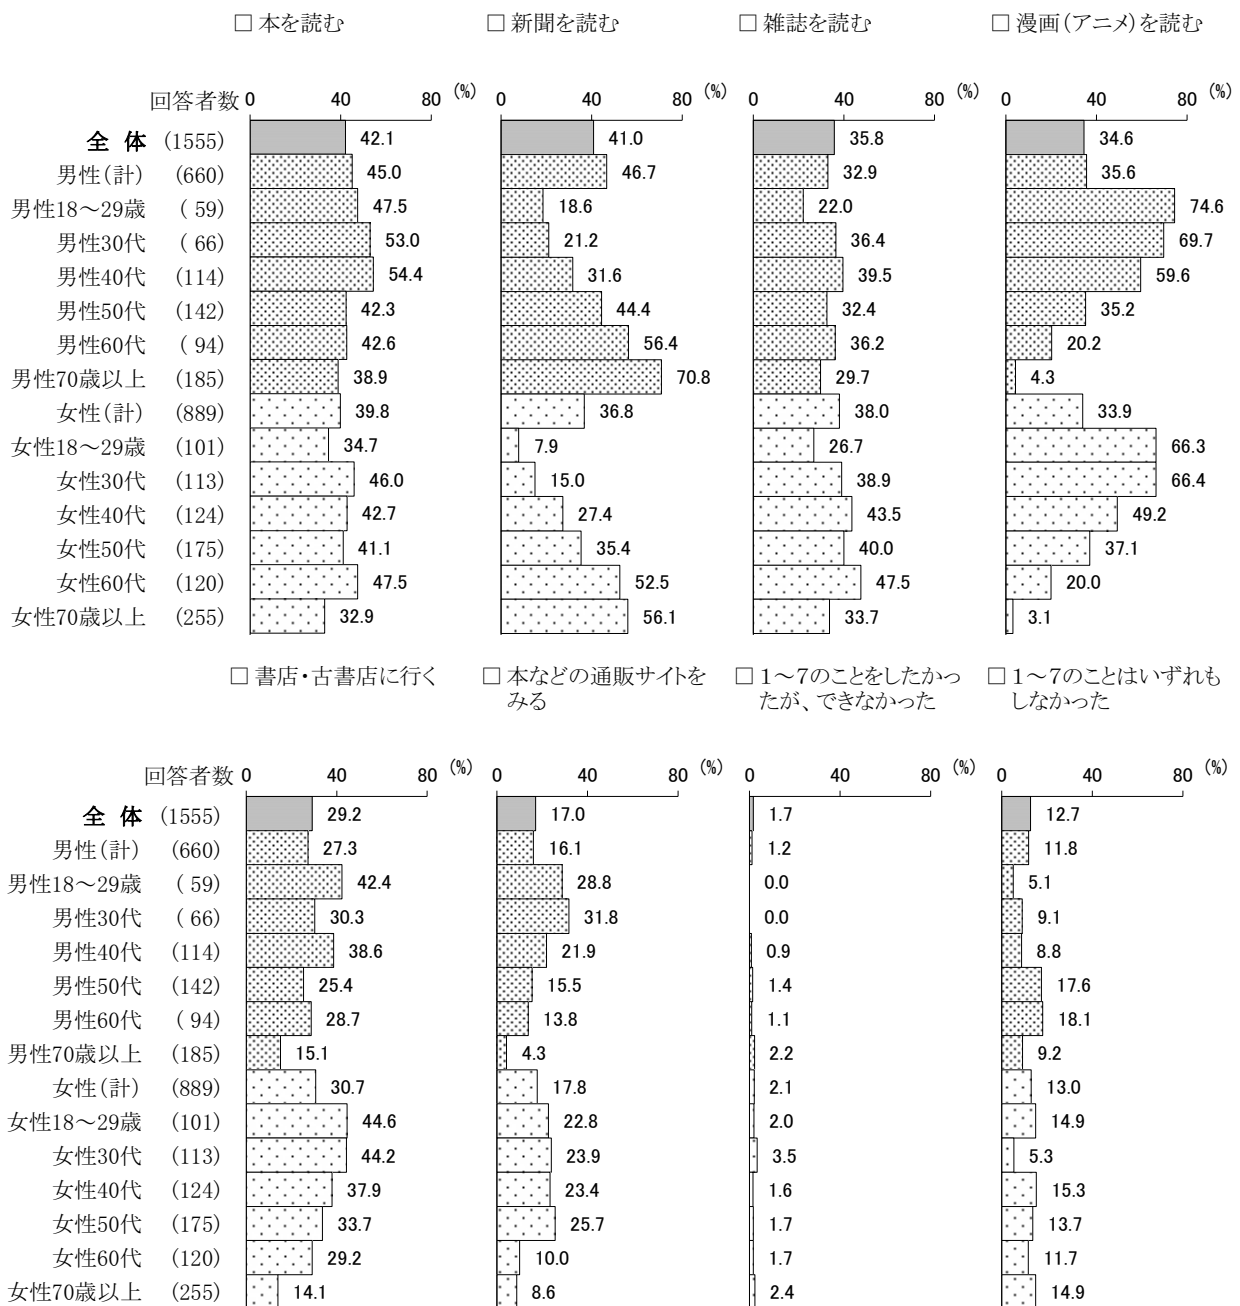 □ 本を読む □ 新聞を読む □ 雑誌を読む □ 漫画(アニメ)を読む
回答者数 0 40 80 (%) 0 40 80 (%) 0 40 80 (%) 0 40 80 (%)
全 体 (1555) 42.1 41.0 35.8 34.6
男性(計) (660) 45.0 46.7 32.9 35.6
男性18～29歳 ( 59) 47.5 18.6 22.0 74.6
男性30代 ( 66) 53.0 21.2 36.4 69.7
男性40代 (114) 54.4 31.6 39.5 59.6
男性50代 (142) 42.3 44.4 32.4 35.2
男性60代 ( 94) 42.6 56.4 36.2 20.2
男性70歳以上 (185) 38.9 70.8 29.7 4.3
女性(計) (889) 39.8 36.8 38.0 33.9
女性18～29歳 (101) 34.7 7.9 26.7 66.3
女性30代 (113) 46.0 15.0 38.9 66.4
女性40代 (124) 42.7 27.4 43.5 49.2
女性50代 (175) 41.1 35.4 40.0 37.1
女性60代 (120) 47.5 52.5 47.5 20.0
女性70歳以上 (255) 32.9 56.1 33.7 3.1
□ 書店・古書店に行く □ 本などの通販サイトを □ 1～7のことをしたかっ □ 1～7のことはいずれも
みる たが、できなかった しなかった
回答者数 0 40 80 (%) 0 40 80 (%) 0 40 80 (%) 0 40 80 (%)
全 体 (1555) 29.2 17.0 1.7 12.7
男性(計) (660) 27.3 16.1 1.2 11.8
男性18～29歳 ( 59) 42.4 28.8 0.0 5.1
男性30代 ( 66) 30.3 31.8 0.0 9.1
男性40代 (114) 38.6 21.9 0.9 8.8
男性50代 (142) 25.4 15.5 1.4 17.6
男性60代 ( 94) 28.7 13.8 1.1 18.1
男性70歳以上 (185) 15.1 4.3 2.2 9.2
女性(計) (889) 30.7 17.8 2.1 13.0
女性18～29歳 (101) 44.6 22.8 2.0 14.9
女性30代 (113) 44.2 23.9 3.5 5.3
女性40代 (124) 37.9 23.4 1.6 15.3
女性50代 (175) 33.7 25.7 1.7 13.7
女性60代 (120) 29.2 10.0 1.7 11.7
女性70歳以上 (255) 14.1 8.6 2.4 14.9